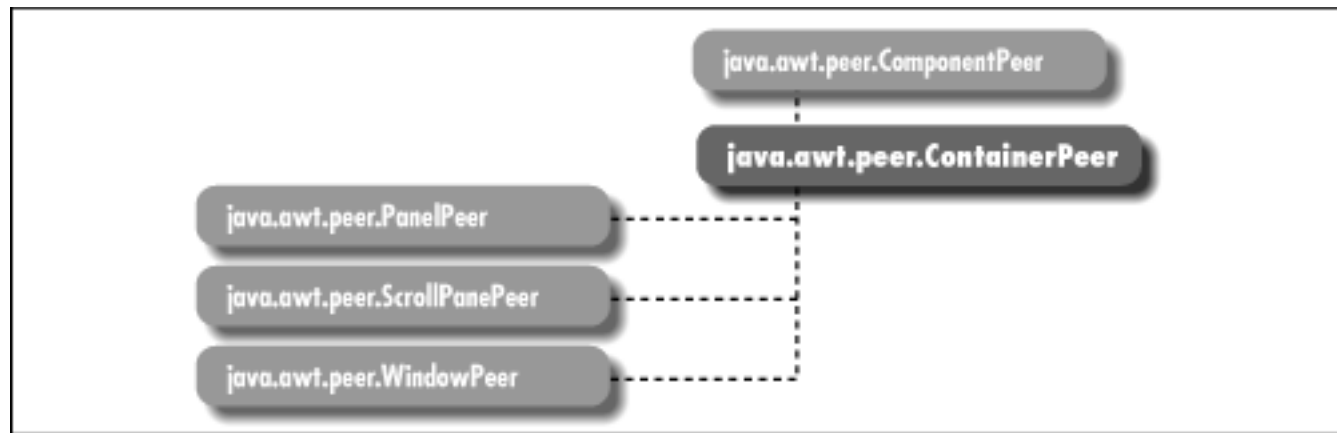 java.awt.peer.ComponentPeer
java.awt.peer.ContainerPeer
java.awt.peer.PanelPeer
java.awt.peer.ScrollPanePeer
java.awt.peer.WindowPeer